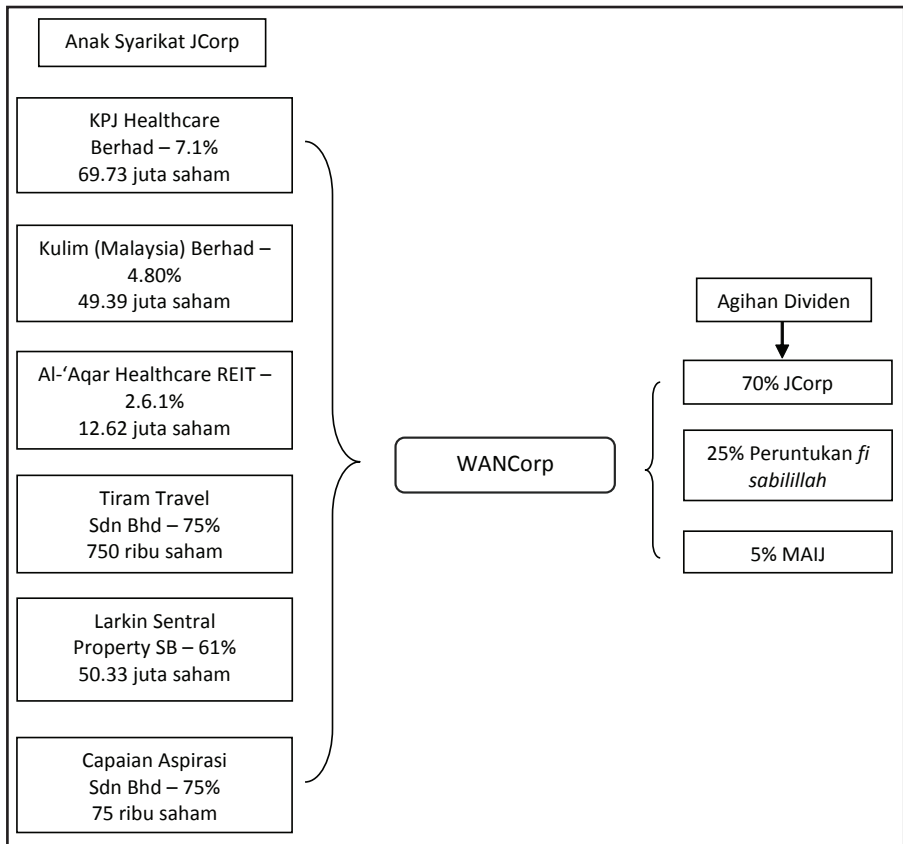 Anak Syarikat JCorp
KPJ Healthcare
Berhad – 7.1%
69.73 juta saham
Kulim (Malaysia) Berhad –
4.80%
49.39 juta saham
Al-‘Aqar Healthcare REIT –
2.6.1%
12.62 juta saham
Tiram Travel
Sdn Bhd – 75%
750 ribu saham
Larkin Sentral
Property SB – 61%
50.33 juta saham
Capaian Aspirasi
Sdn Bhd – 75%
75 ribu saham
WANCorp
Agihan Dividen
70% JCorp
25% Peruntukan fi
sabilillah
5% MAIJ